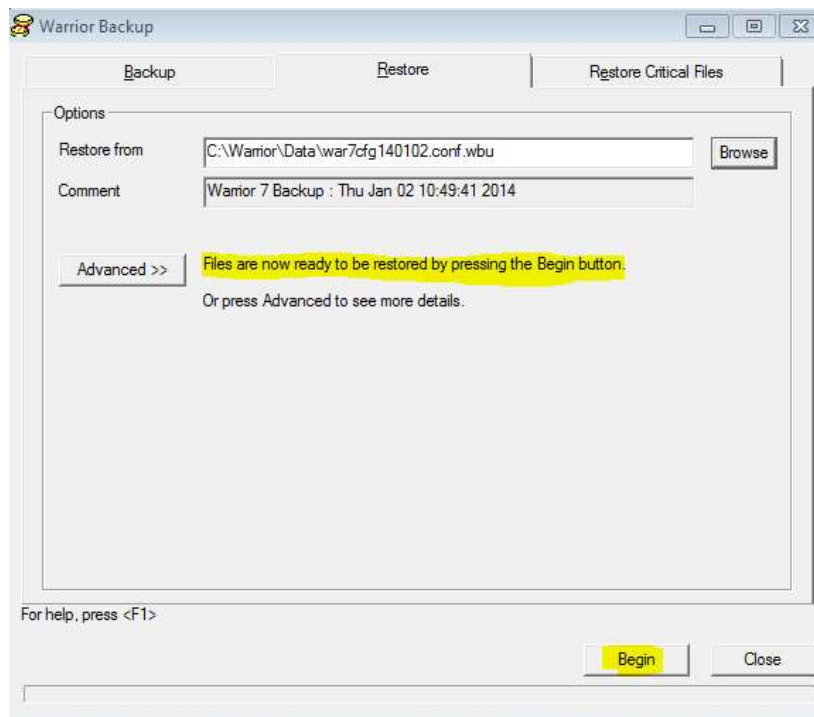 Warrior Backup
Backup
Restore
Restore Critical Files
Options
Restore from
C:\Warrior\Data\war7cfg140102.conf.wbu
Browse
Comment
Warrior 7 Backup : Thu Jan 02 10:49:41 2014
Advanced >>
Files are now ready to be restored by pressing the Begin button.
Or press Advanced to see more details.
For help, press <F1>
Begin
Close